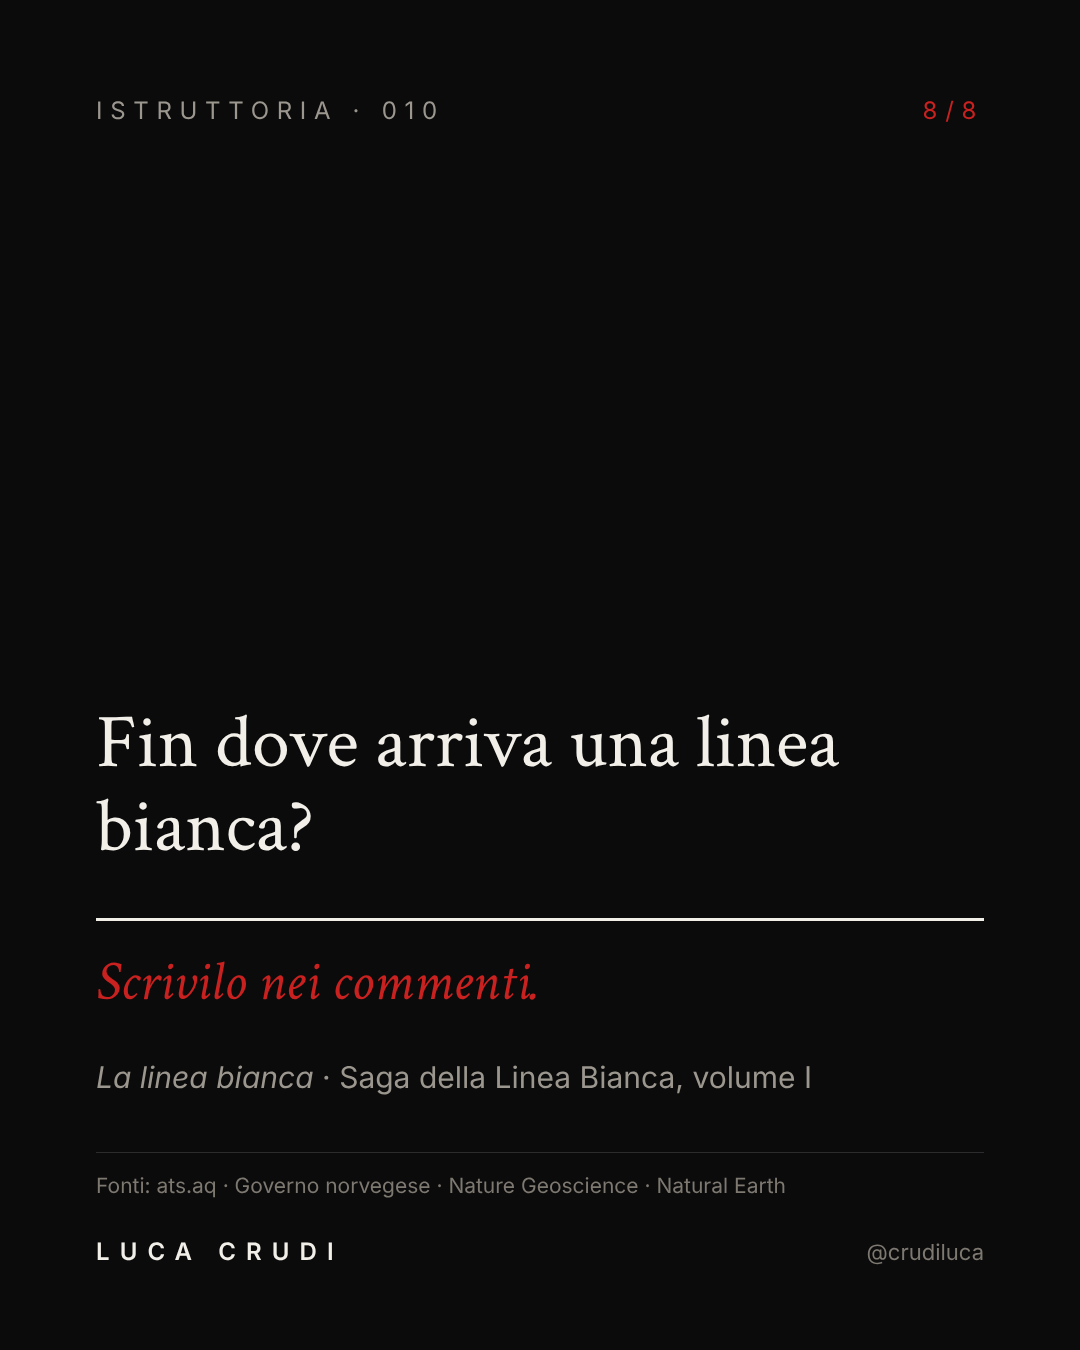 ISTRUTTORIA · 010
8/8
Fin dove arriva una linea
bianca?
Scrivilo nei commenti.
La linea bianca · Saga della Linea Bianca, volume I
Fonti: ats.aq · Governo norvegese · Nature Geoscience · Natural Earth
LUCA CRUDI
@crudiluca